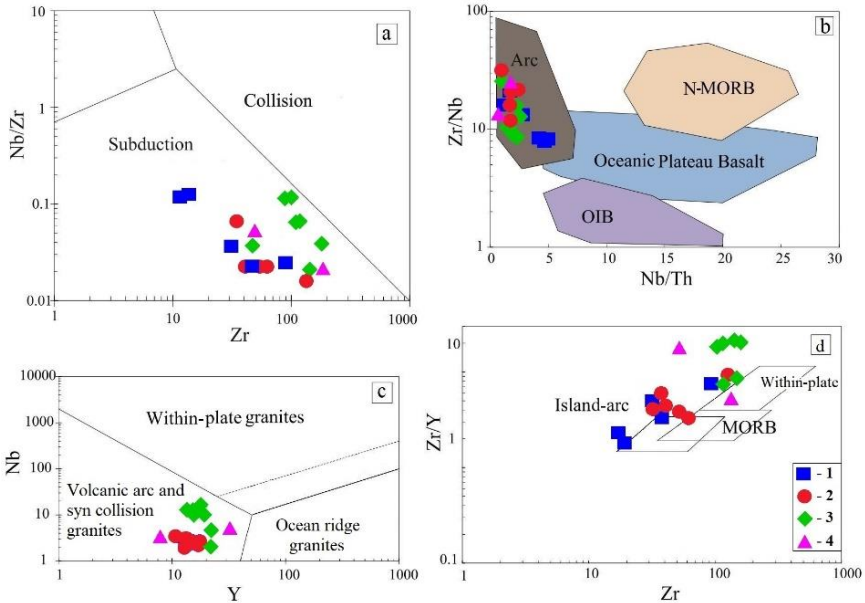 a
10
1
0.1
0.01
Nb/Zr
Subduction
Collision
1
10
100
1000
Zr
b
100
10
1
Zr/Nb
Arc
N-MORB
Oceanic Plateau Basalt
OIB
0
5
10
15
20
25
30
Nb/Th
c
10000
1000
100
10
1
Nb
Within-plate granites
Volcanic arc and
syn collision
granites
Ocean ridge
granites
1
10
100
1000
Y
d
10
1
0.1
Zr/Y
Island-arc
Within-plate
MORB
- 1
- 2
- 3
- 4
1
10
100
1000
Zr